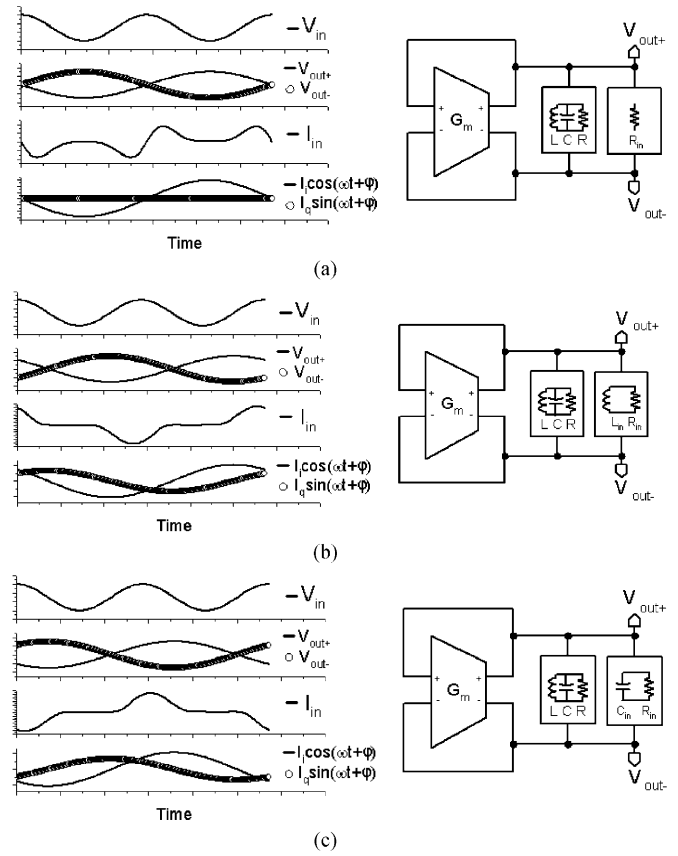 V_in
V_out+
V_out-
I_in
I_i cos(ωt+φ)
I_q sin(ωt+φ)
Time
V_out+
+ +
- -
G_m
L C R
R_in
V_out-
(a)
V_in
V_out+
V_out-
I_in
I_i cos(ωt+φ)
I_q sin(ωt+φ)
Time
V_out+
+ +
- -
G_m
L C R
L_in R_in
V_out-
(b)
V_in
V_out+
V_out-
I_in
I_i cos(ωt+φ)
I_q sin(ωt+φ)
Time
V_out+
+ +
- -
G_m
L C R
C_in R_in
V_out-
(c)